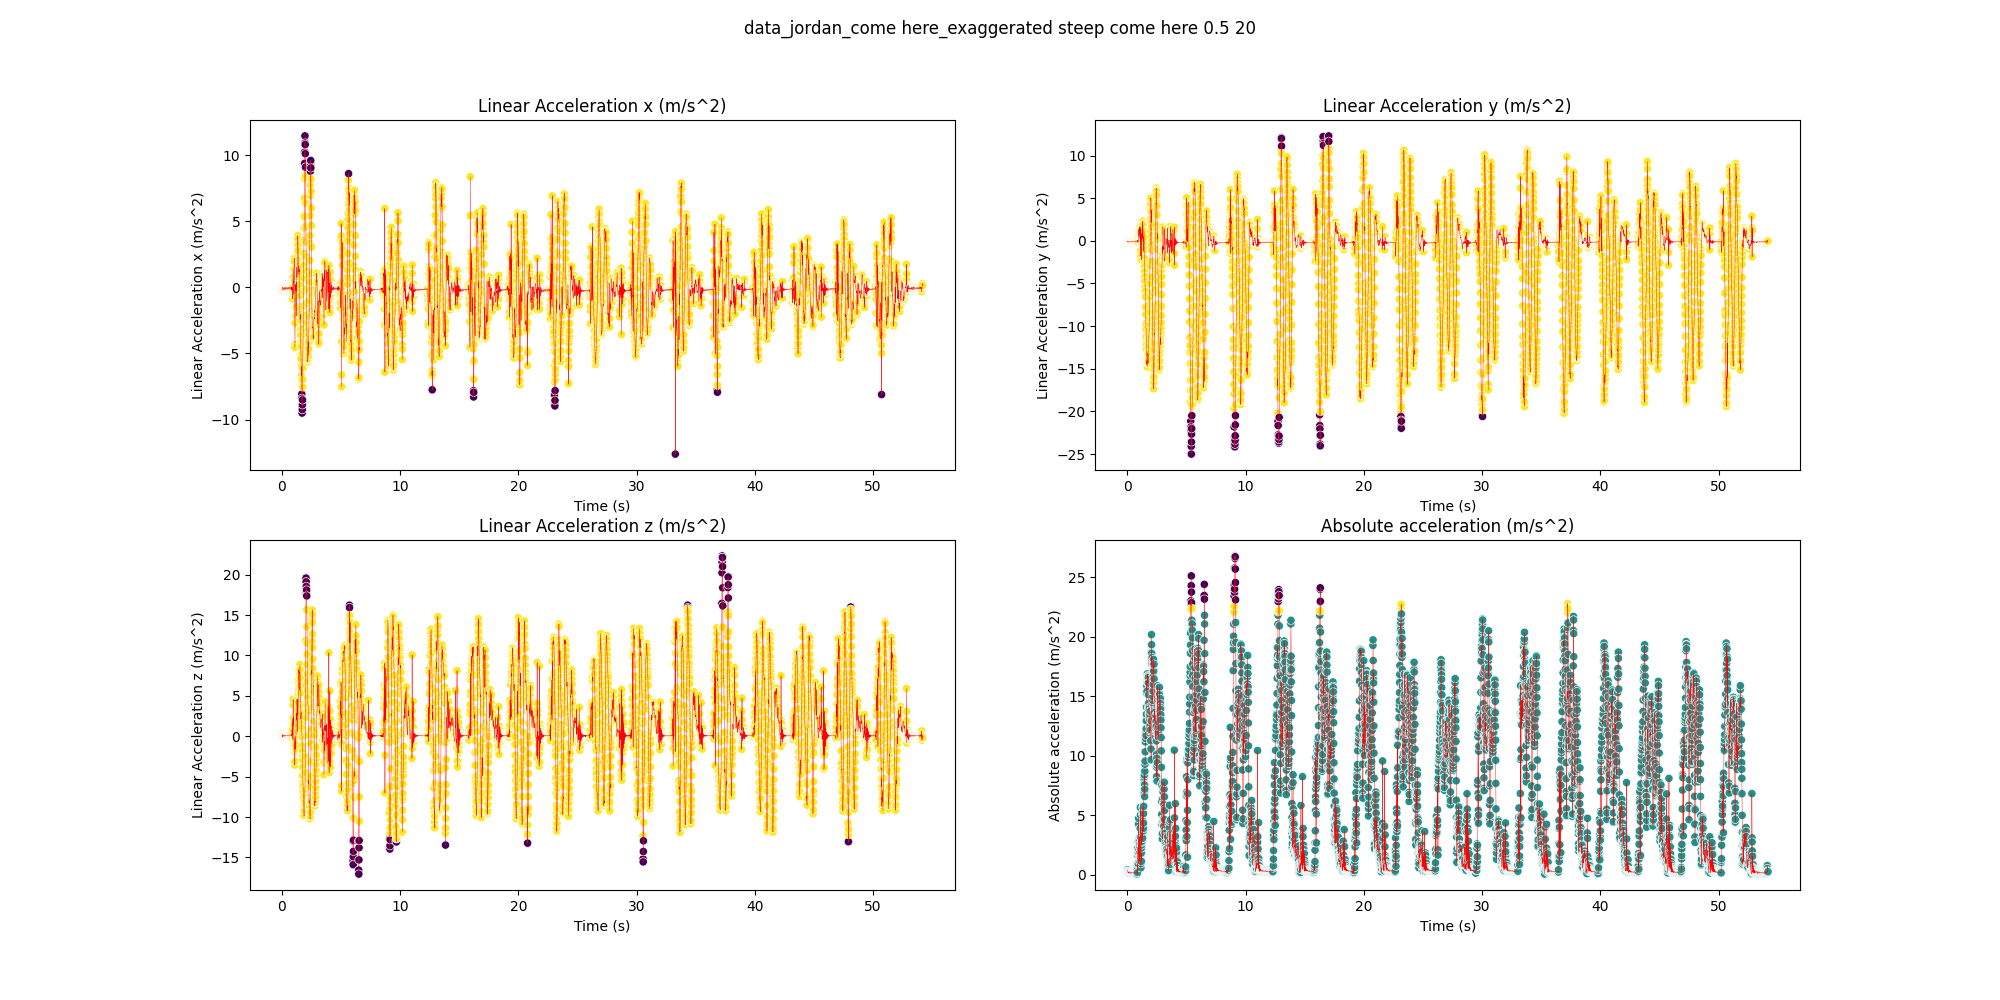 data_jordan_come here_exaggerated steep come here 0.5 20
Linear Acceleration x (m/s^2)
Linear Acceleration x (m/s^2)
10
5
0
−5
−10
0 10 20 30 40 50
Time (s)
Linear Acceleration y (m/s^2)
Linear Acceleration y (m/s^2)
10
5
0
−5
−10
−15
−20
−25
0 10 20 30 40 50
Time (s)
Linear Acceleration z (m/s^2)
Linear Acceleration z (m/s^2)
20
15
10
5
0
−5
−10
−15
0 10 20 30 40 50
Time (s)
Absolute acceleration (m/s^2)
Absolute acceleration (m/s^2)
25
20
15
10
5
0
0 10 20 30 40 50
Time (s)